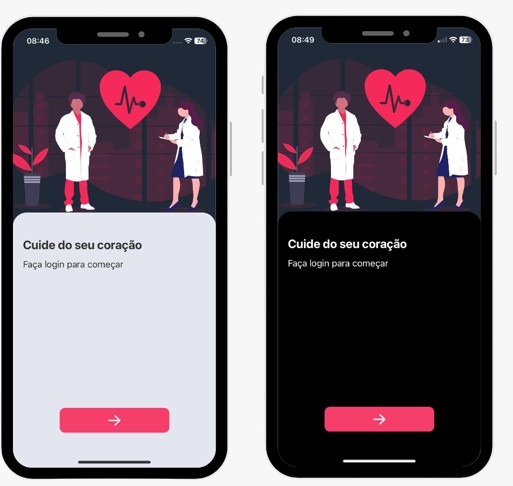 08:46
74
Cuide do seu coração
Faça login para começar
08:49
73
Cuide do seu coração
Faça login para começar